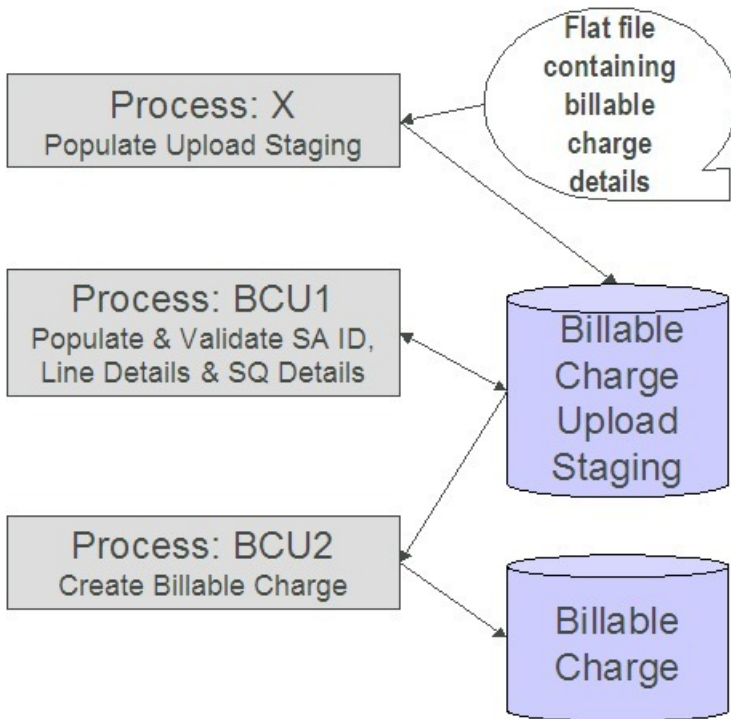 Flat file
containing
billable
charge
details
Process: X
Populate Upload Staging
Process: BCU1
Populate & Validate SA ID,
Line Details & SQ Details
Billable
Charge
Upload
Staging
Process: BCU2
Create Billable Charge
Billable
Charge